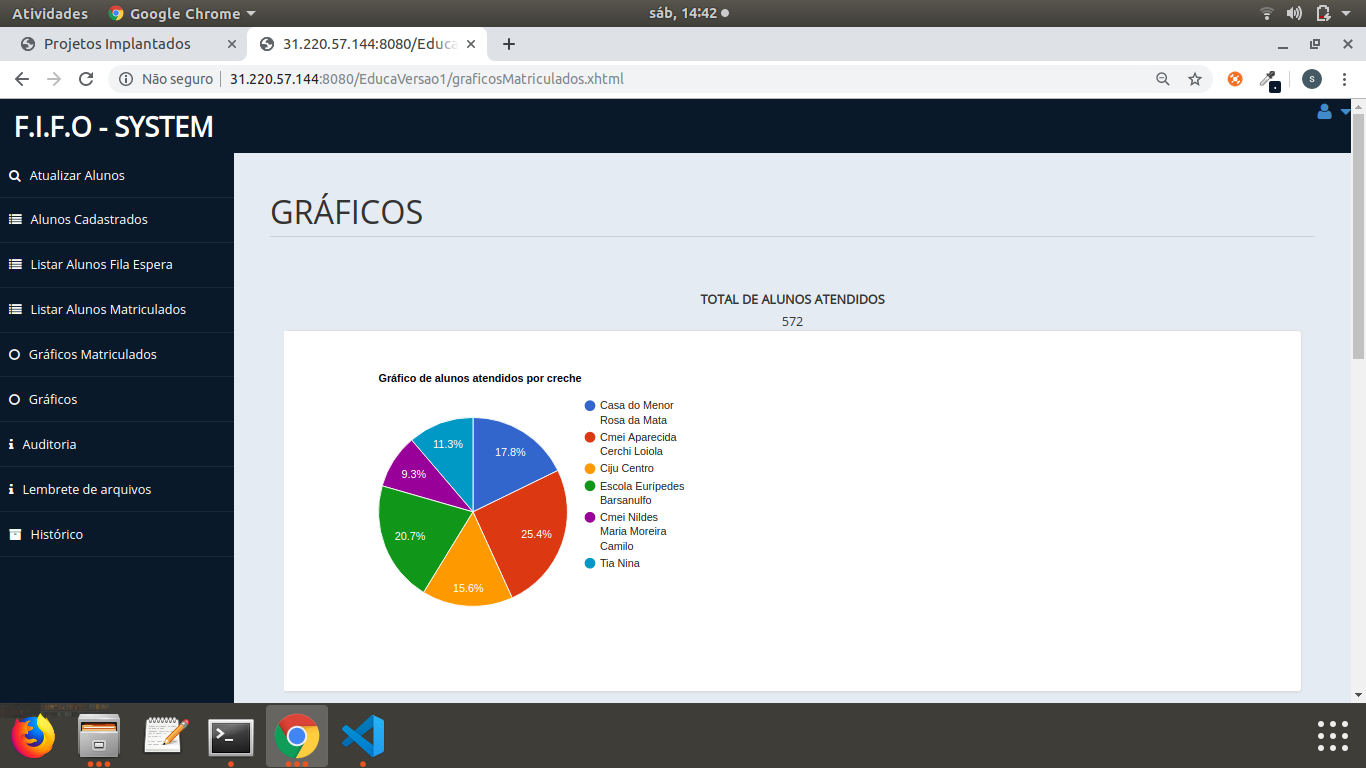 Atividades
Google Chrome
sáb, 14:42
Projetos Implantados
31.220.57.144:8080/Educa
Não seguro
31.220.57.144:8080/EducaVersao1/graficosMatriculados.xhtml
S
F.I.F.O - SYSTEM
Atualizar Alunos
Alunos Cadastrados
Listar Alunos Fila Espera
Listar Alunos Matriculados
Gráficos Matriculados
Gráficos
Auditoria
Lembrete de arquivos
Histórico
GRÁFICOS
TOTAL DE ALUNOS ATENDIDOS
572
Gráfico de alunos atendidos por creche
17.8%
25.4%
15.6%
20.7%
9.3%
11.3%
Casa do Menor
Rosa da Mata
Cmei Aparecida
Cerchi Loiola
Ciju Centro
Escola Eurípedes
Barsanulfo
Cmei Nildes
Maria Moreira
Camilo
Tia Nina